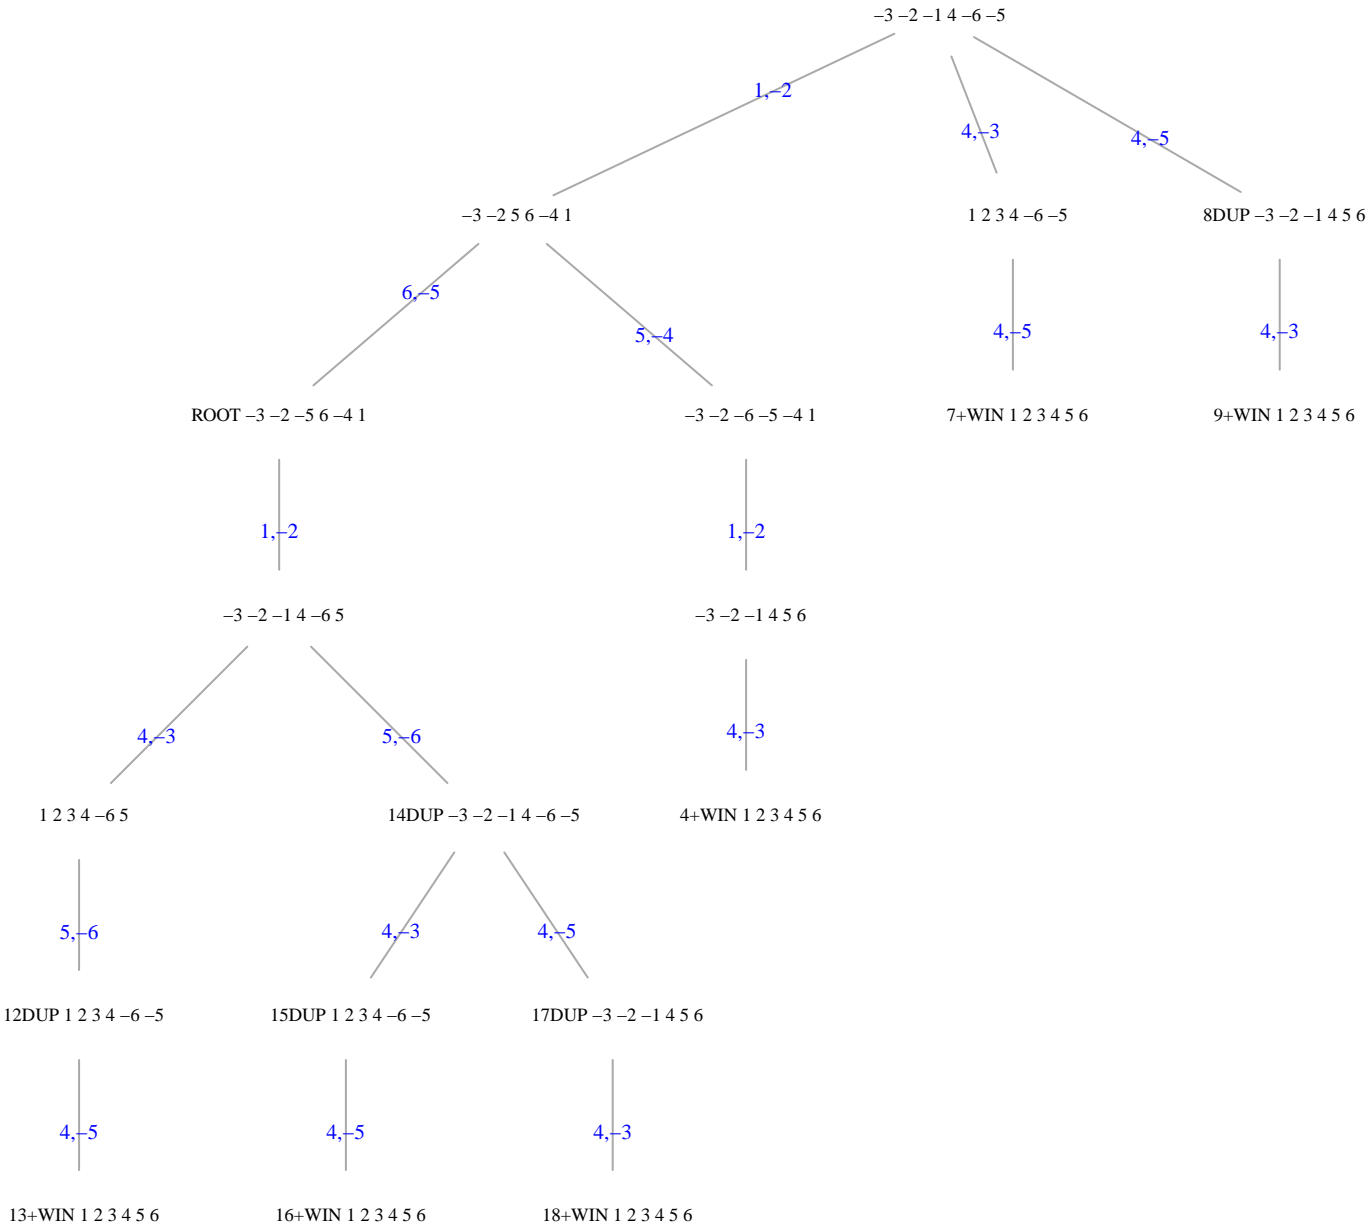 –3 –2 –1 4 –6 –5
1,–2
4,–3
4,–5
–3 –2 5 6 –4 1
1 2 3 4 –6 –5
8DUP –3 –2 –1 4 5 6
6,–5
5,–4
4,–5
4,–3
ROOT –3 –2 –5 6 –4 1
–3 –2 –6 –5 –4 1
7+WIN 1 2 3 4 5 6
9+WIN 1 2 3 4 5 6
1,–2
1,–2
–3 –2 –1 4 –6 5
–3 –2 –1 4 5 6
4,–3
5,–6
4,–3
1 2 3 4 –6 5
14DUP –3 –2 –1 4 –6 –5
4+WIN 1 2 3 4 5 6
5,–6
4,–3
4,–5
12DUP 1 2 3 4 –6 –5
15DUP 1 2 3 4 –6 –5
17DUP –3 –2 –1 4 5 6
4,–5
4,–5
4,–3
13+WIN 1 2 3 4 5 6
16+WIN 1 2 3 4 5 6
18+WIN 1 2 3 4 5 6